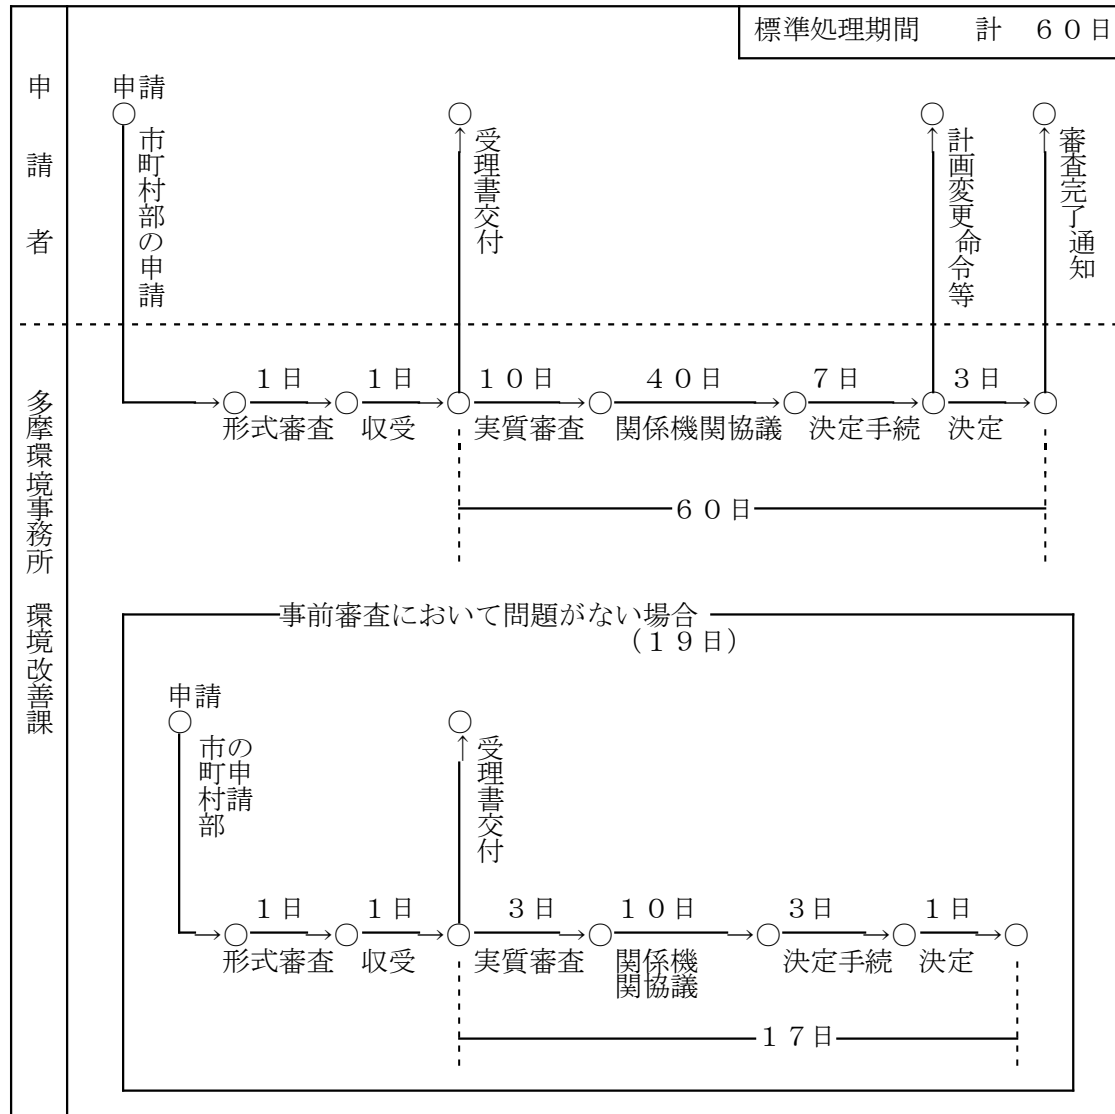 標準処理期間 計 ６０日
申請者
申請
市町村部の申請
受理書交付
計画変更命令等
審査完了通知
多摩環境事務所 環境改善課
１日
１日
１０日
４０日
７日
３日
形式審査
収受
実質審査
関係機関協議
決定手続
決定
６０日
事前審査において問題がない場合
（１９日）
申請
市町村部
の申請
受理書交付
１日
１日
３日
１０日
３日
１日
形式審査
収受
実質審査
関係機
関協議
決定手続
決定
１７日